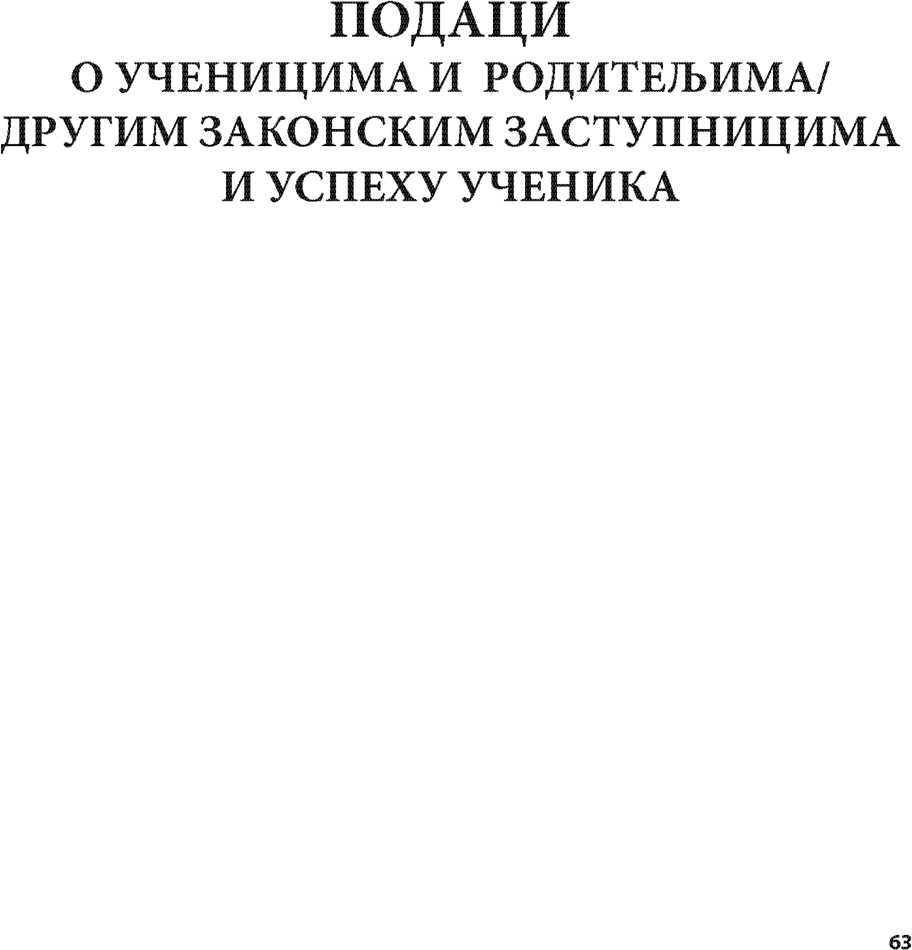 ПОДАЦИ
О УЧЕНИЦИМА И РОДИТЕЉИМА/
ДРУГИМ ЗАКОНСКИМ ЗАСТУПНИЦИМА
И УСПЕХУ УЧЕНИКА
63